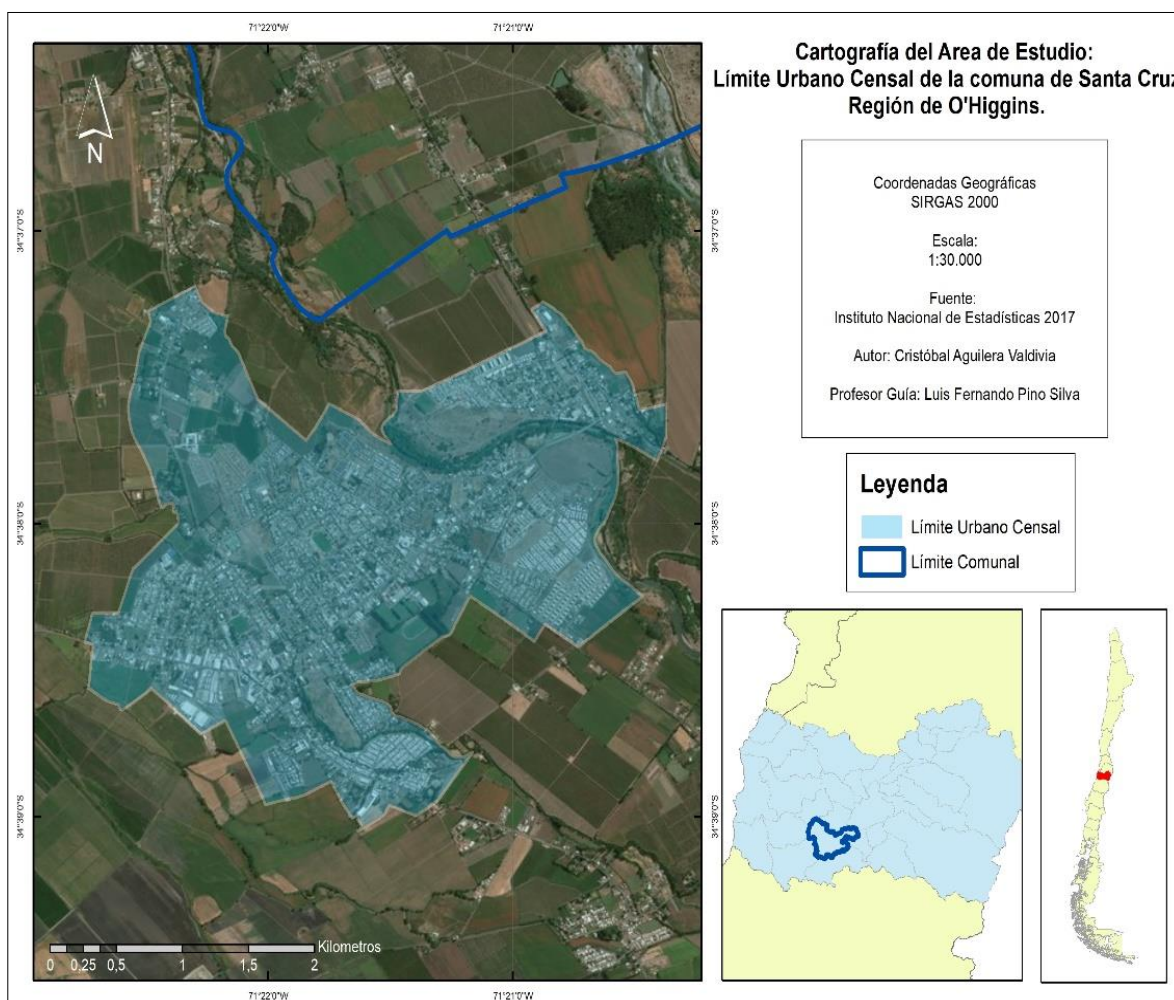 71°22'0"W
71°21'0"W
Cartografía del Area de Estudio:
Límite Urbano Censal de la comuna de Santa Cruz
Región de O'Higgins.
N
Coordenadas Geográficas
SIRGAS 2000
Escala:
1:30.000
Fuente:
Instituto Nacional de Estadísticas 2017
Autor: Cristóbal Aguilera Valdivia
Profesor Guía: Luis Fernando Pino Silva
34°37'0"S
34°37'0"S
34°38'0"S
34°38'0"S
Leyenda
Límite Urbano Censal
Límite Comunal
34°39'0"S
34°39'0"S
Kilometros
0 0,25 0,5 1 1,5 2
71°22'0"W
71°21'0"W